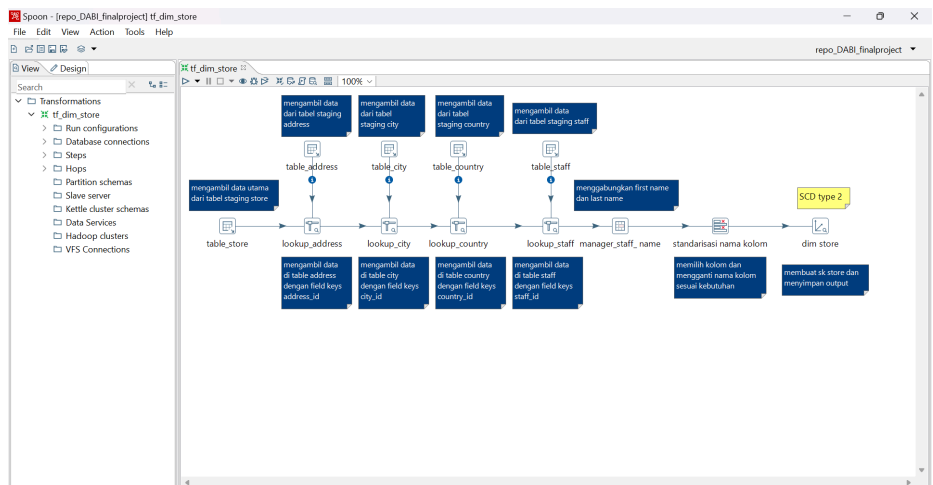 Spoon - [repo_DABI_finalproject] tf_dim_store
File Edit View Action Tools Help
repo_DABI_finalproject
View Design
Search
Transformations
tf_dim_store
Run configurations
Database connections
Steps
Hops
Partition schemas
Slave server
Kettle cluster schemas
Data Services
Hadoop clusters
VFS Connections
tf_dim_store
100%
mengambil data
dari tabel staging
address
mengambil data
dari tabel
staging city
mengambil data
dari tabel
staging country
mengambil data
dari tabel staging staff
table_address
table_city
table_country
table_staff
mengambil data utama
dari tabel staging store
menggabungkan first name
dan last name
SCD type 2
table_store
lookup_address
lookup_city
lookup_country
lookup_staff
manager_staff_ name
standarisasi nama kolom
dim store
mengambil data
di table address
dengan field keys
address_id
mengambil data
di table city
dengan field keys
city_id
mengambil data
di table country
dengan field keys
country_id
mengambil data
di table staff
dengan field keys
staff_id
memilih kolom dan
mengganti nama kolom
sesuai kebutuhan
membuat sk store dan
menyimpan output